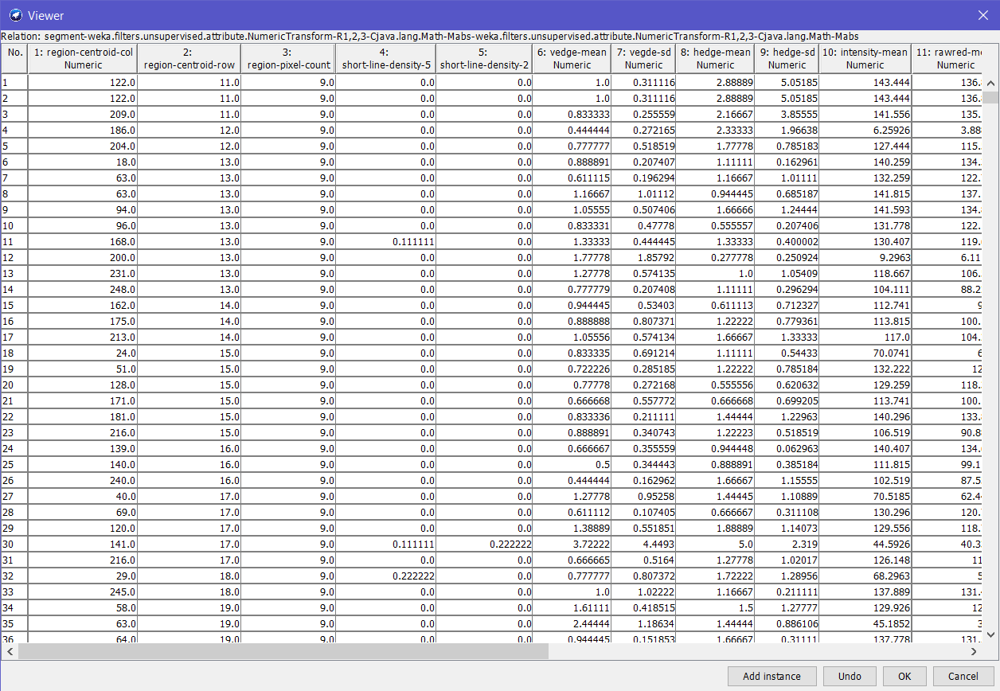 Viewer
Relation: segment-weka.filters.unsupervised.attribute.NumericTransform-R1,2,3-Cjava.lang.Math-Mabs-weka.filters.unsupervised.attribute.NumericTransform-R1,2,3-Cjava.lang.Math-Mabs
No. 1: region-centroid-col 2: 3: 4: 5: 6: vedge-mean 7: vegde-sd 8: hedge-mean 9: hedge-sd 10: intensity-mean 11: rawred-me
Numeric region-centroid-row region-pixel-count short-line-density-5 short-line-density-2 Numeric Numeric Numeric Numeric Numeric Numeric
1 122.0 11.0 9.0 0.0 0.0 1.0 0.311116 2.88889 5.05185 143.444 136.
2 122.0 11.0 9.0 0.0 0.0 1.0 0.311116 2.88889 5.05185 143.444 136.
3 209.0 11.0 9.0 0.0 0.0 0.833333 0.255559 2.16667 3.85555 141.556 135.
4 186.0 12.0 9.0 0.0 0.0 0.444444 0.272165 2.33333 1.96638 6.25926 3.88
5 204.0 12.0 9.0 0.0 0.0 0.777777 0.518519 1.77778 0.785183 127.444 115.
6 18.0 13.0 9.0 0.0 0.0 0.888891 0.207407 1.11111 0.162961 140.259 134.
7 63.0 13.0 9.0 0.0 0.0 0.611115 0.196294 1.16667 1.01111 132.259 122.
8 63.0 13.0 9.0 0.0 0.0 1.16667 1.01112 0.944445 0.685187 141.815 137.
9 94.0 13.0 9.0 0.0 0.0 1.05555 0.507406 1.66666 1.24444 141.593 134.
10 96.0 13.0 9.0 0.0 0.0 0.833331 0.47778 0.555557 0.207406 131.778 122.
11 168.0 13.0 9.0 0.111111 0.0 1.33333 0.444445 1.33333 0.400002 130.407 119.
12 200.0 13.0 9.0 0.0 0.0 1.77778 1.85792 0.277778 0.250924 9.2963 6.11
13 231.0 13.0 9.0 0.0 0.0 1.27778 0.574135 1.0 1.05409 118.667 106.
14 248.0 13.0 9.0 0.0 0.0 0.777779 0.207408 1.11111 0.296294 104.111 88.2
15 162.0 14.0 9.0 0.0 0.0 0.944445 0.53403 0.611113 0.712327 112.741 9
16 175.0 14.0 9.0 0.0 0.0 0.888888 0.807371 1.22222 0.779361 113.815 100.
17 213.0 14.0 9.0 0.0 0.0 1.05556 0.574134 1.66667 1.33333 117.0 104.
18 24.0 15.0 9.0 0.0 0.0 0.833335 0.691214 1.11111 0.54433 70.0741 6
19 51.0 15.0 9.0 0.0 0.0 0.722226 0.285185 1.22222 0.785184 132.222 12
20 128.0 15.0 9.0 0.0 0.0 0.77778 0.272168 0.555556 0.620632 129.259 118.
21 171.0 15.0 9.0 0.0 0.0 0.666668 0.557772 0.666668 0.699205 113.741 100.
22 181.0 15.0 9.0 0.0 0.0 0.833336 0.211111 1.44444 1.22963 140.296 133.
23 216.0 15.0 9.0 0.0 0.0 0.888891 0.340743 1.22223 0.518519 106.519 90.8
24 139.0 16.0 9.0 0.0 0.0 0.666667 0.355559 0.944448 0.062963 140.407 134.
25 140.0 16.0 9.0 0.0 0.0 0.5 0.344443 0.888891 0.385184 111.815 99.1
26 240.0 16.0 9.0 0.0 0.0 0.444444 0.162962 1.66667 1.15555 102.519 87.5
27 40.0 17.0 9.0 0.0 0.0 1.27778 0.95258 1.44445 1.10889 70.5185 62.4
28 69.0 17.0 9.0 0.0 0.0 0.611112 0.107405 0.666667 0.311108 130.296 120.
29 120.0 17.0 9.0 0.0 0.0 1.38889 0.551851 1.88889 1.14073 129.556 118.
30 141.0 17.0 9.0 0.111111 0.222222 3.72222 4.4493 5.0 2.319 44.5926 40.3
31 216.0 17.0 9.0 0.0 0.0 0.666665 0.5164 1.27778 1.02017 126.148 11
32 29.0 18.0 9.0 0.222222 0.0 0.777777 0.807372 1.72222 1.28956 68.2963 5
33 245.0 18.0 9.0 0.0 0.0 1.0 1.02222 1.16667 0.211111 137.889 131.
34 58.0 19.0 9.0 0.0 0.0 1.61111 0.418515 1.5 1.27777 129.926 12
35 63.0 19.0 9.0 0.0 0.0 2.44444 1.18634 1.44444 0.886106 45.1852 3
36 64.0 19.0 9.0 0.0 0.0 0.944445 0.151853 1.66667 0.31111 137.778 131.
Add instance Undo OK Cancel